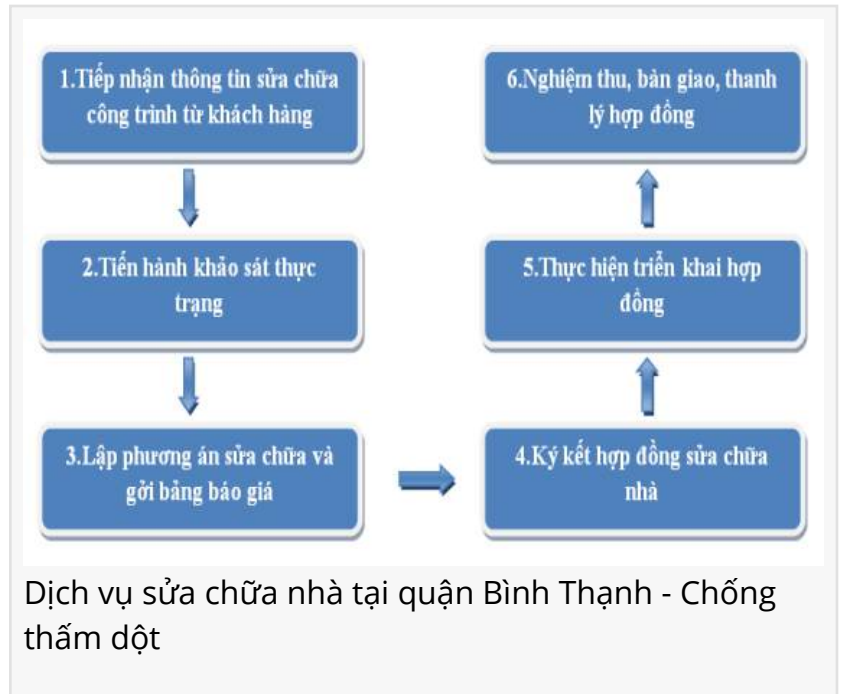 1.Tiếp nhận thông tin sửa chữa
công trình từ khách hàng
2.Tiến hành khảo sát thực
trạng
3.Lập phương án sửa chữa và
gởi bảng báo giá
4.Ký kết hợp đồng sửa chữa
nhà
5.Thực hiện triễn khai hợp
đồng
6.Nghiệm thu, bàn giao, thanh
lý hợp đồng
Dịch vụ sửa chữa nhà tại quận Bình Thạnh - Chống
thấm dột